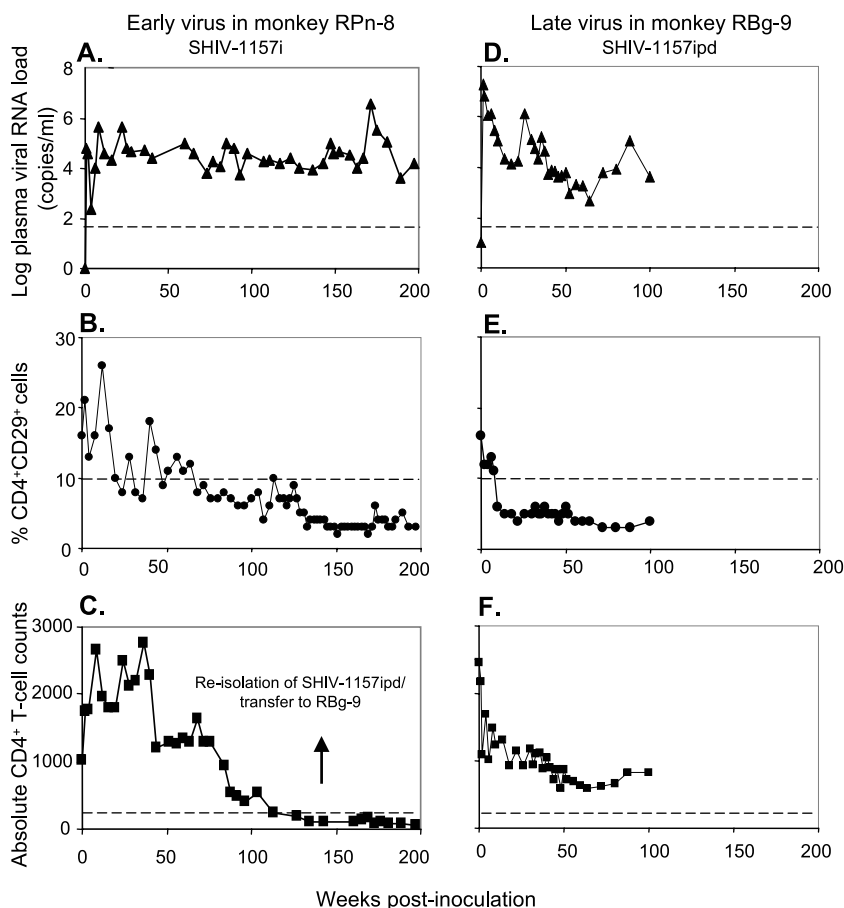 Early virus in monkey RPn-8
SHIV-1157i
Late virus in monkey RBg-9
SHIV-1157ipd
A.
Log plasma viral RNA load
(copies/ml)
8
6
4
2
0
0
50
100
150
200
D.
0
50
100
150
200
B.
% CD4⁺CD29⁺ cells
30
20
10
0
0
50
100
150
200
E.
0
50
100
150
200
C.
Absolute CD4⁺ T-cell counts
3000
2000
1000
0
Re-isolation of SHIV-1157ipd/
transfer to RBg-9
0
50
100
150
200
F.
0
50
100
150
200
Weeks post-inoculation